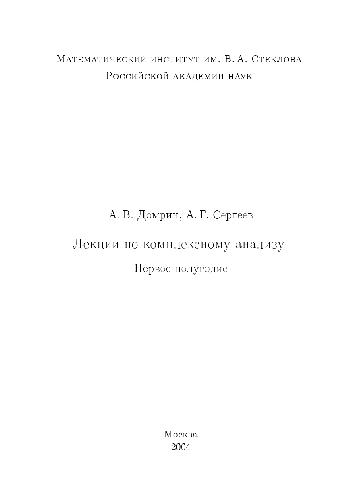 Математический институт им. В. А. Стеклова
Российской академии наук
А. В. Домрин, А. Г. Сергеев
Лекции по комплексному анализу
Первое полугодие
Москва
2004